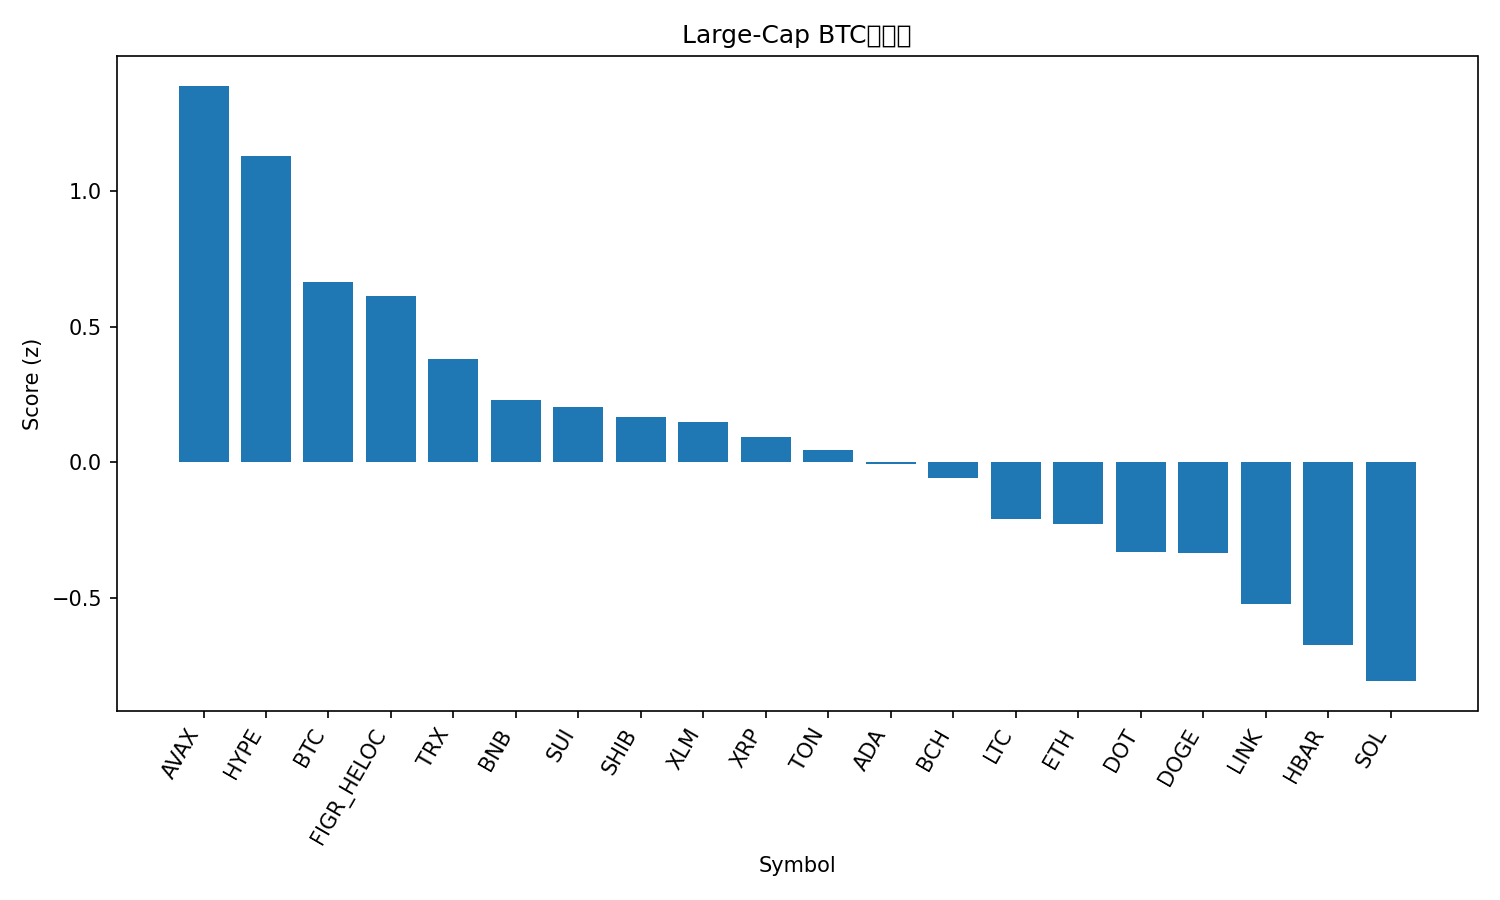 Large-Cap BTC
1.0
0.5
0.0
−0.5
Score (z)
AVAX
HYPE
BTC
FIGR_HELOC
TRX
BNB
SUI
SHIB
XLM
XRP
TON
ADA
BCH
LTC
ETH
DOT
DOGE
LINK
HBAR
SOL
Symbol